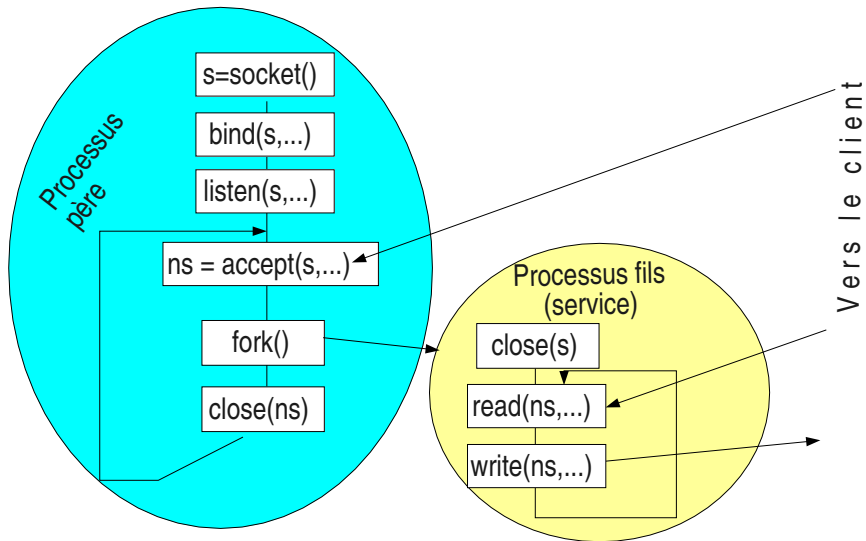 s=socket()
bind(s,...)
listen(s,...)
ns = accept(s,...)
fork()
close(ns)
Processus
père
Processus fils
(service)
close(s)
read(ns,...)
write(ns,...)
Vers le client